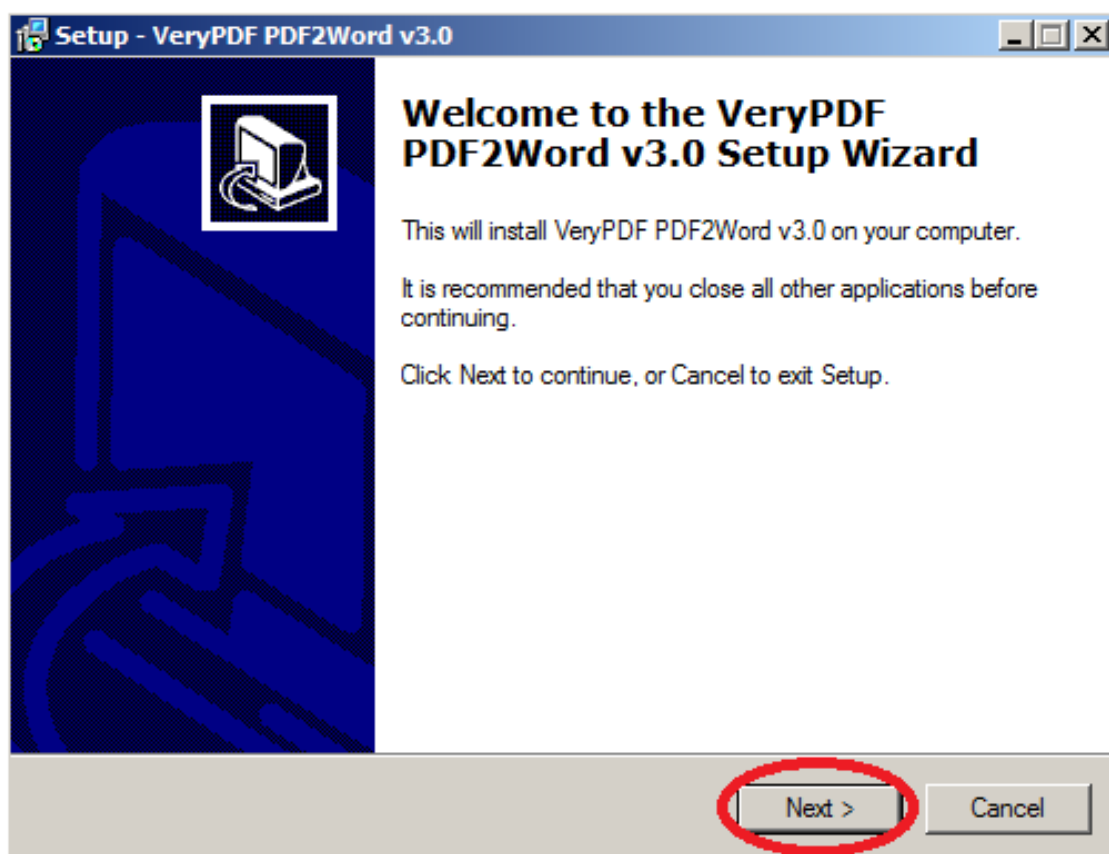 Setup - VeryPDF PDF2Word v3.0
Welcome to the VeryPDF
PDF2Word v3.0 Setup Wizard
This will install VeryPDF PDF2Word v3.0 on your computer.
It is recommended that you close all other applications before
continuing.
Click Next to continue, or Cancel to exit Setup.
Next >
Cancel